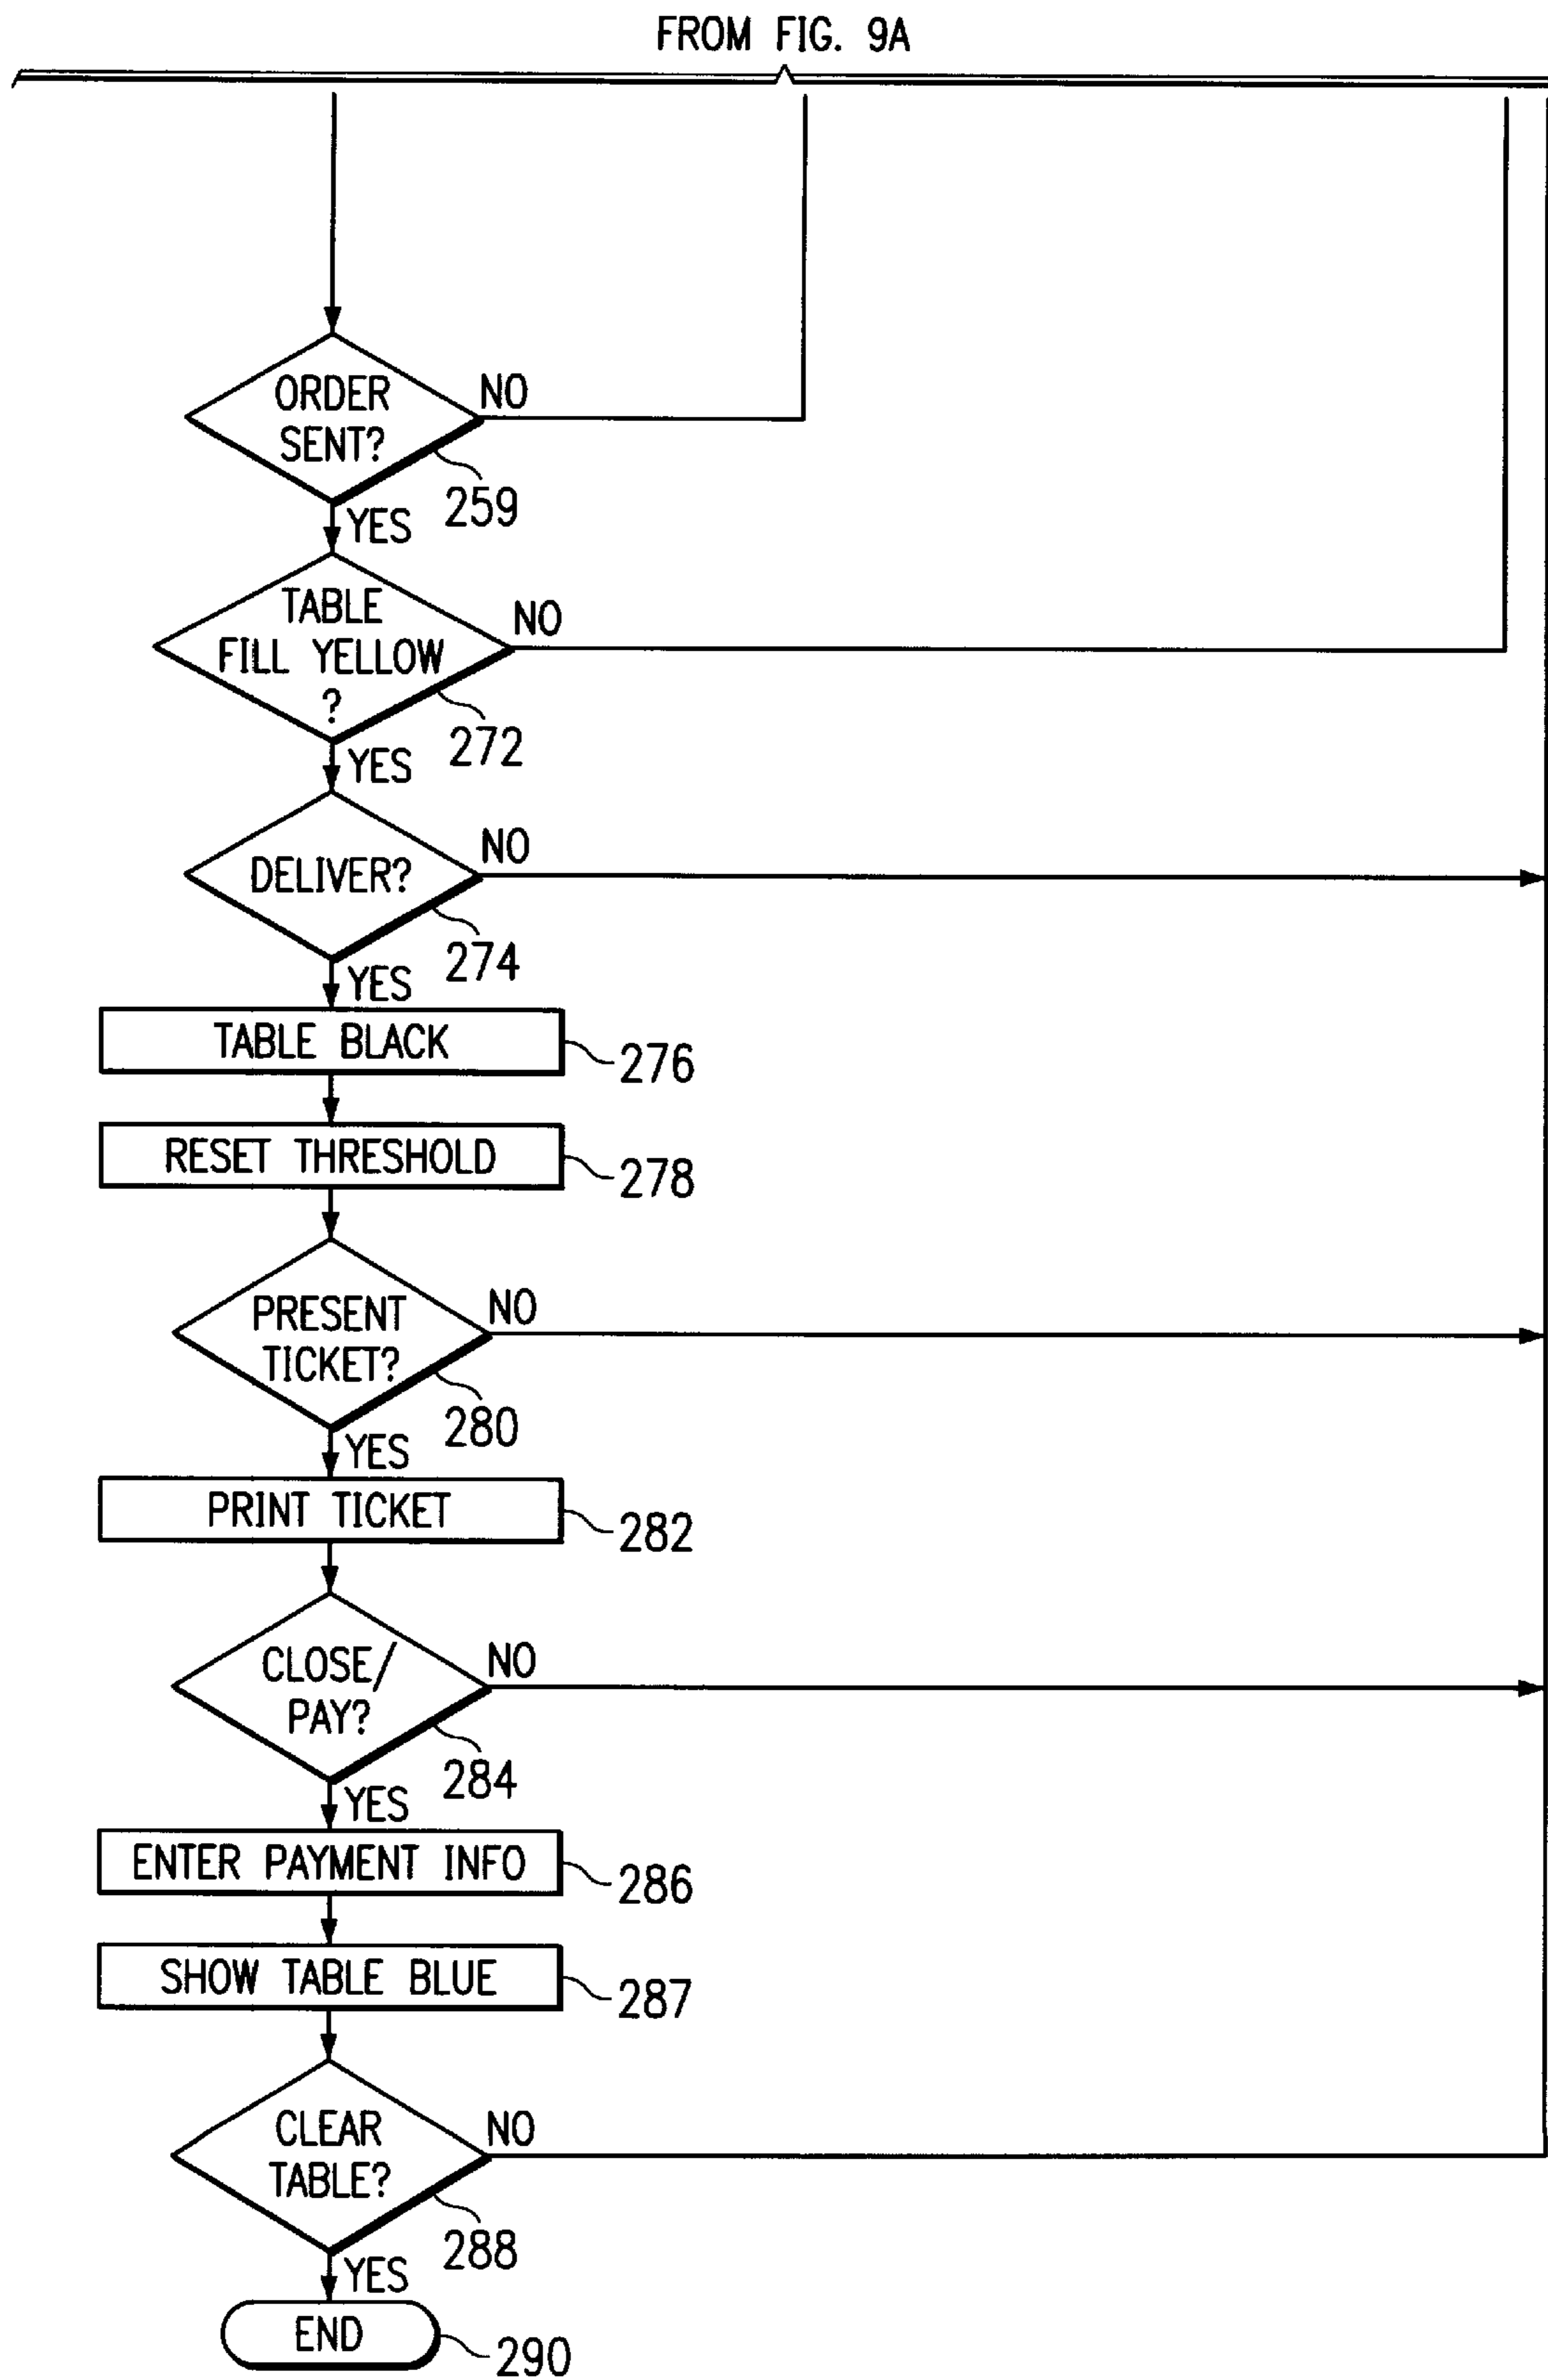 FROM FIG. 9A
ORDER
SENT?
NO
259
YES
TABLE
FILL YELLOW
?
NO
272
YES
DELIVER?
NO
274
YES
TABLE BLACK
276
RESET THRESHOLD
278
PRESENT
TICKET?
NO
280
YES
PRINT TICKET
282
CLOSE/
PAY?
NO
284
YES
ENTER PAYMENT INFO
286
SHOW TABLE BLUE
287
CLEAR
TABLE?
NO
288
YES
END
290